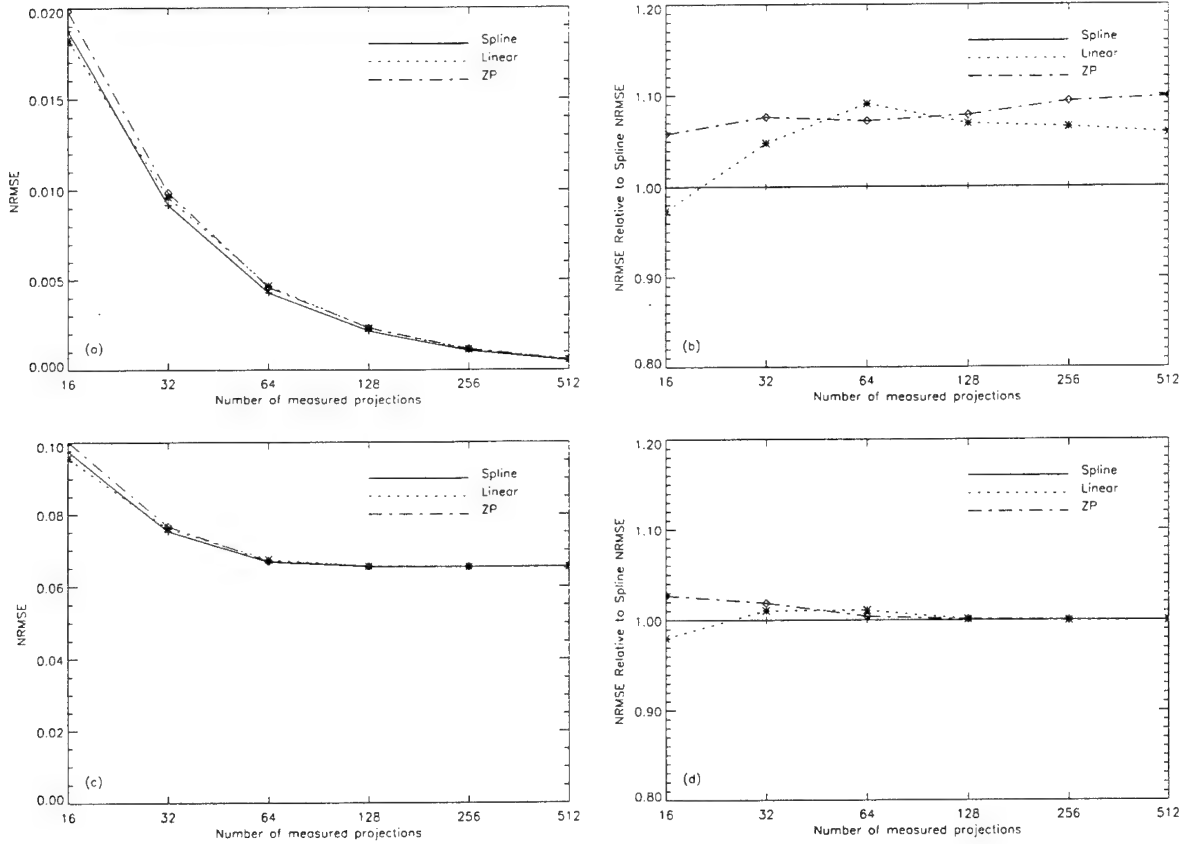 0.020
0.015
0.010
0.005
0.000
NRMSE
Spline
Linear
ZP
(a)
16 32 64 128 256 512
Number of measured projections
1.20
1.10
1.00
0.90
0.80
NRMSE Relative to Spline NRMSE
Spline
Linear
ZP
(b)
16 32 64 128 256 512
Number of measured projections
0.10
0.08
0.06
0.04
0.02
0.00
NRMSE
Spline
Linear
ZP
(c)
16 32 64 128 256 512
Number of measured projections
1.20
1.10
1.00
0.90
0.80
NRMSE Relative to Spline NRMSE
Spline
Linear
ZP
(d)
16 32 64 128 256 512
Number of measured projections